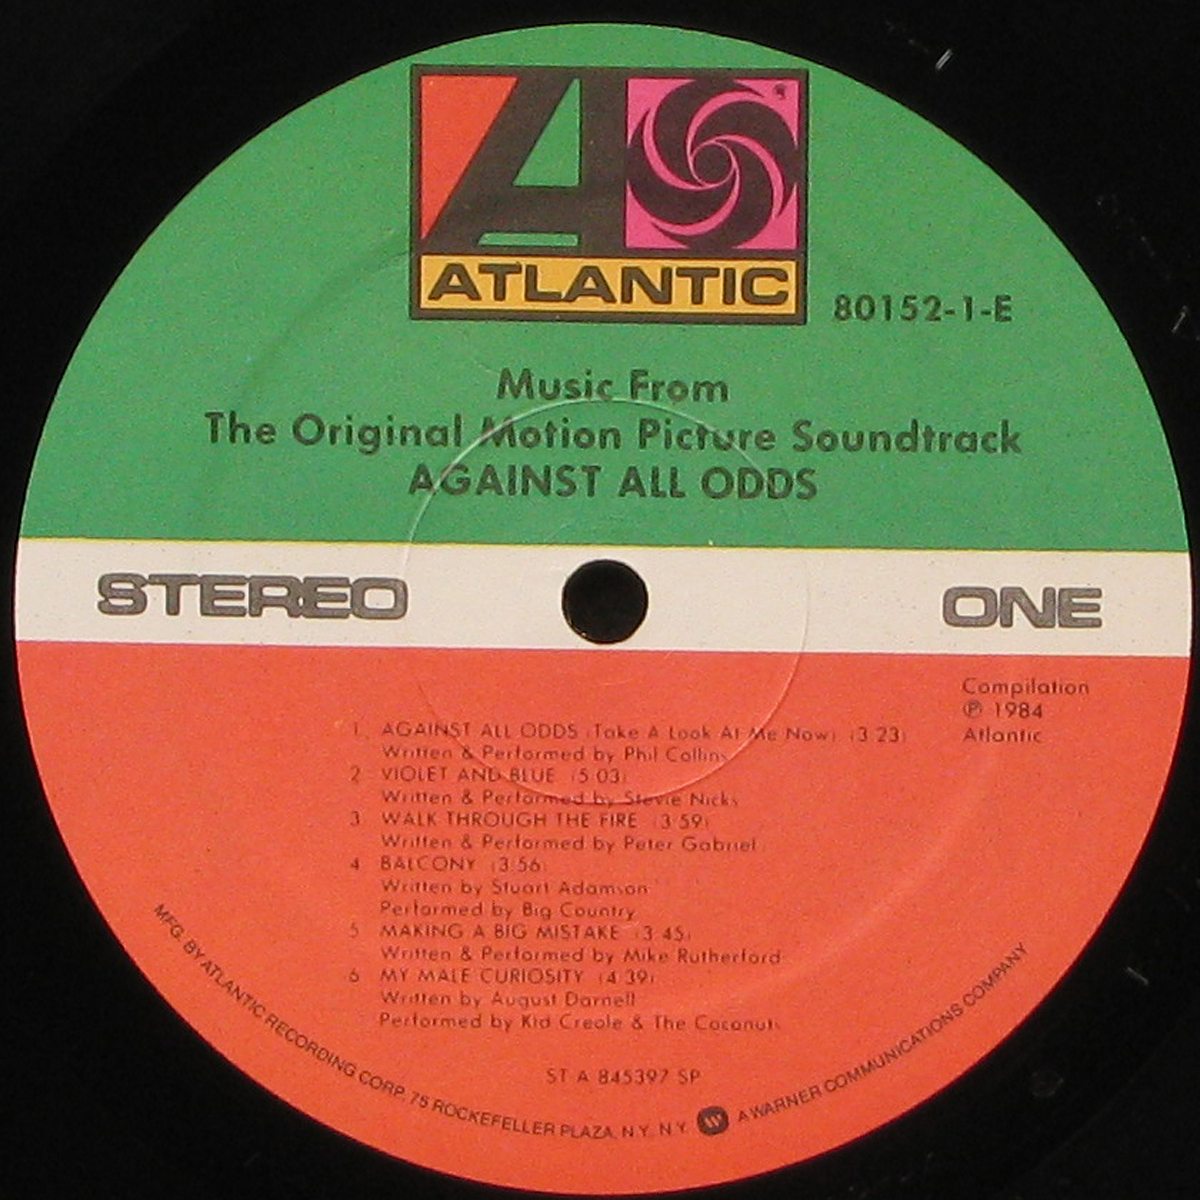 ATLANTIC
80152-1-E
Music From
The Original Motion Picture Soundtrack
AGAINST ALL ODDS
STEREO
ONE
Compilation
℗ 1984
Atlantic
1. AGAINST ALL ODDS (Take A Look At Me Now) (3:23)
Written & Performed by Phil Collins
2. VIOLET AND BLUE (5:03)
Written & Performed by Stevie Nicks
3. WALK THROUGH THE FIRE (3:59)
Written & Performed by Peter Gabriel
4. BALCONY (3:56)
Written by Stuart Adamson
Performed by Big Country
5. MAKING A BIG MISTAKE (3:45)
Written & Performed by Mike Rutherford
6. MY MALE CURIOSITY (4:39)
Written by August Darnell
Performed by Kid Creole & The Coconuts
ST A 845397 SP
MFG. BY ATLANTIC RECORDING CORP. 75 ROCKEFELLER PLAZA, N.Y. N.Y. A WARNER COMMUNICATIONS COMPANY